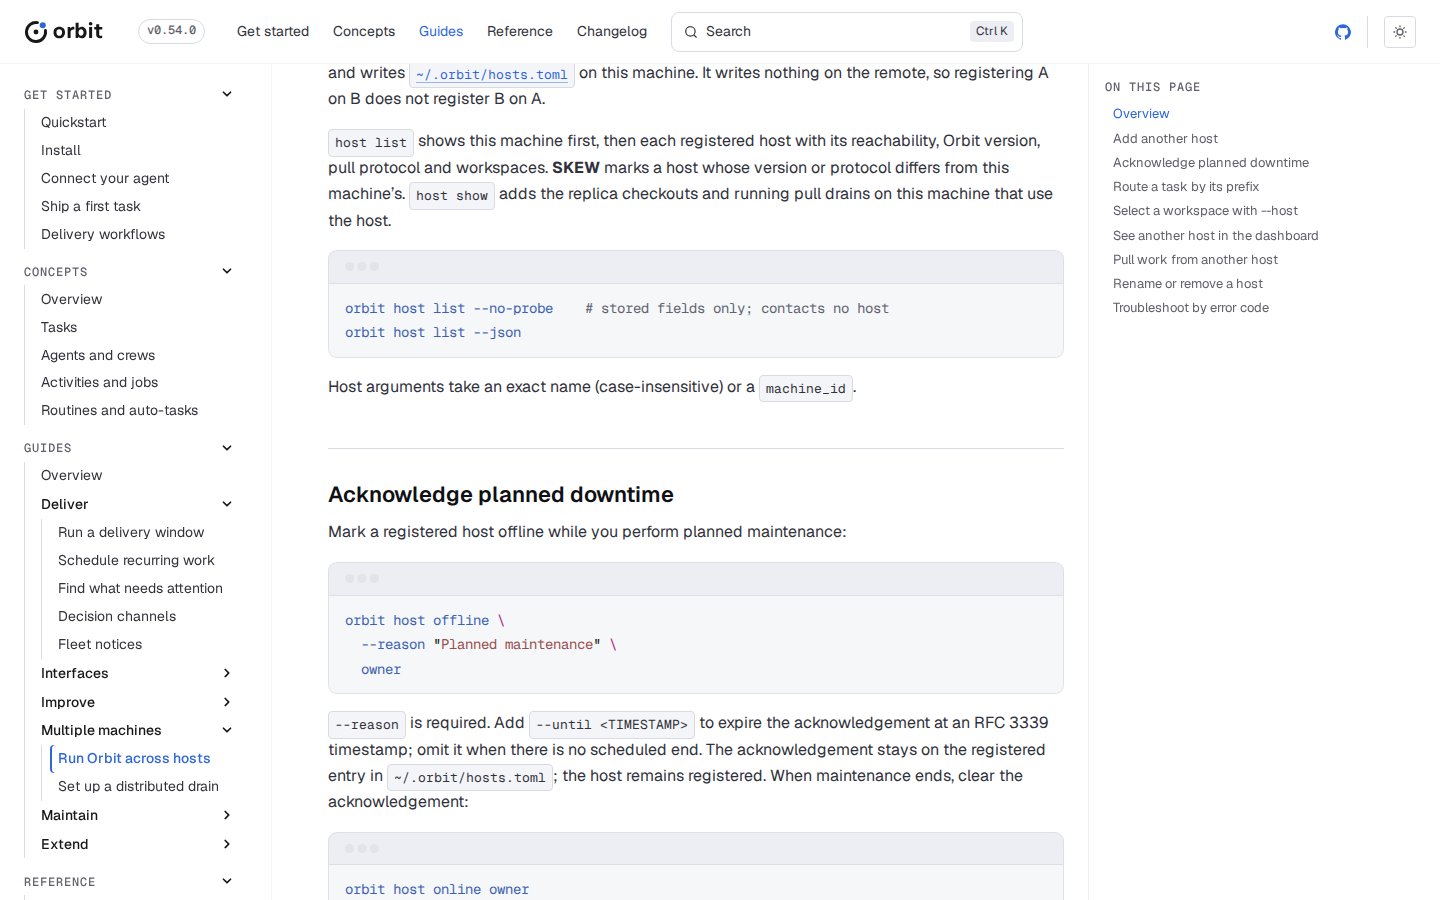 orbit
v0.54.0
Get started
Concepts
Guides
Reference
Changelog
Search
Ctrl K
GET STARTED
Quickstart
Install
Connect your agent
Ship a first task
Delivery workflows
CONCEPTS
Overview
Tasks
Agents and crews
Activities and jobs
Routines and auto-tasks
GUIDES
Overview
Deliver
Run a delivery window
Schedule recurring work
Find what needs attention
Decision channels
Fleet notices
Interfaces
Improve
Multiple machines
Run Orbit across hosts
Set up a distributed drain
Maintain
Extend
REFERENCE
and writes ~/.orbit/hosts.toml on this machine. It writes nothing on the remote, so registering A
on B does not register B on A.
host list shows this machine first, then each registered host with its reachability, Orbit version,
pull protocol and workspaces. SKEW marks a host whose version or protocol differs from this
machine’s. host show adds the replica checkouts and running pull drains on this machine that use
the host.
orbit host list --no-probe    # stored fields only; contacts no host
orbit host list --json
Host arguments take an exact name (case-insensitive) or a machine_id.
Acknowledge planned downtime
Mark a registered host offline while you perform planned maintenance:
orbit host offline \
  --reason "Planned maintenance" \
  owner
--reason is required. Add --until <TIMESTAMP> to expire the acknowledgement at an RFC 3339
timestamp; omit it when there is no scheduled end. The acknowledgement stays on the registered
entry in ~/.orbit/hosts.toml; the host remains registered. When maintenance ends, clear the
acknowledgement:
orbit host online owner
ON THIS PAGE
Overview
Add another host
Acknowledge planned downtime
Route a task by its prefix
Select a workspace with --host
See another host in the dashboard
Pull work from another host
Rename or remove a host
Troubleshoot by error code